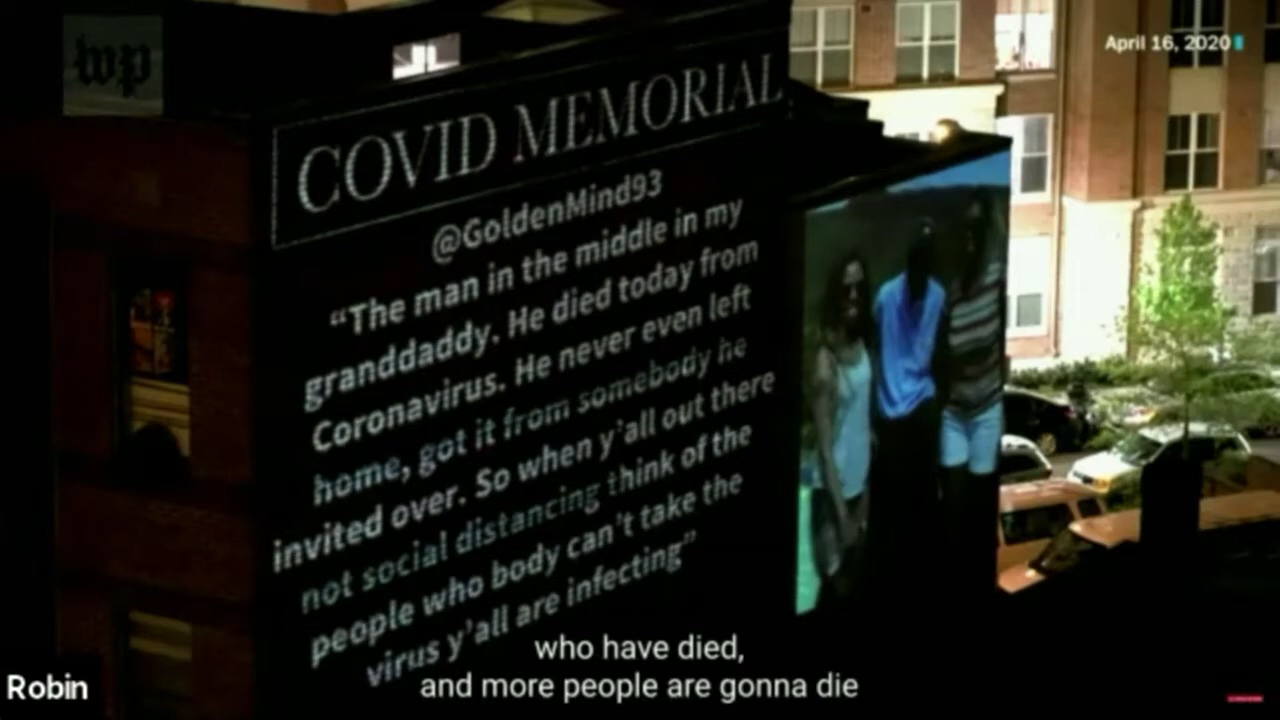 wp
April 16, 2020
COVID MEMORIAL
@GoldenMind93
“The man in the middle in my
granddaddy. He died today from
Coronavirus. He never even left
home, got it from somebody he
invited over. So when y’all out there
not social distancing think of the
people who body can’t take the
virus y’all are infecting”
who have died,
and more people are gonna die
Robin